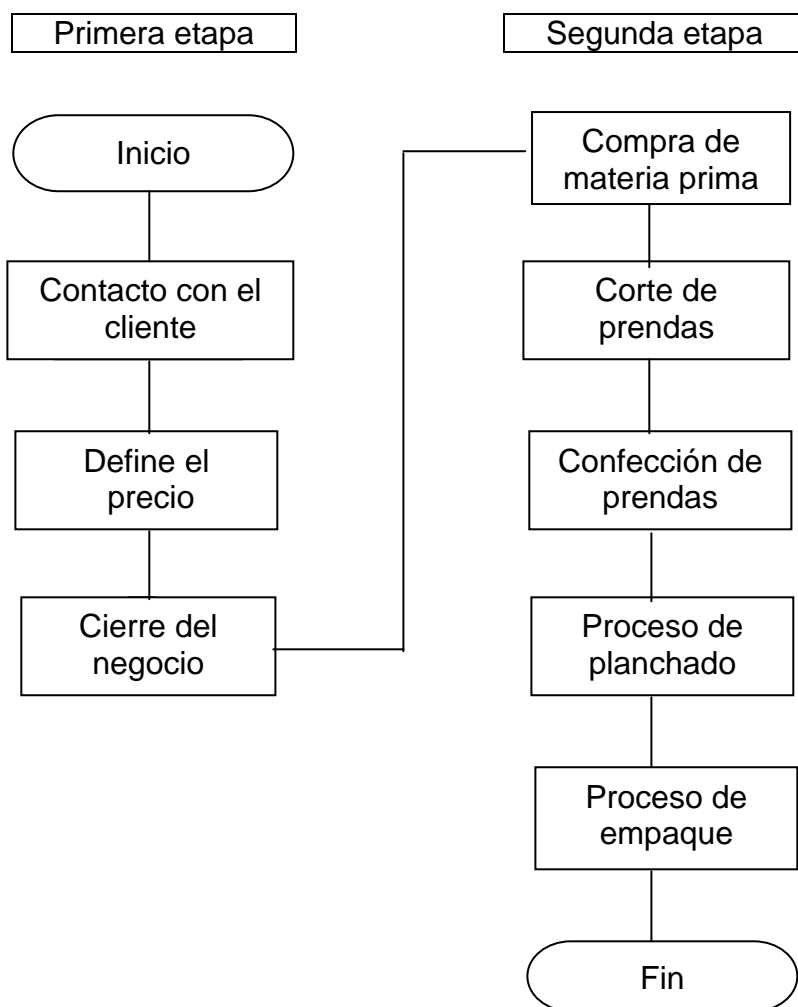 Primera etapa
Inicio
Contacto con el
cliente
Define el
precio
Cierre del
negocio
Segunda etapa
Compra de
materia prima
Corte de
prendas
Confección de
prendas
Proceso de
planchado
Proceso de
empaque
Fin